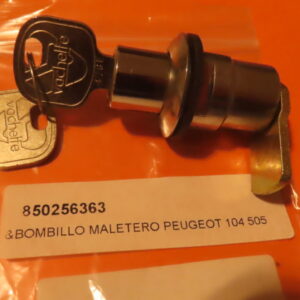 Vachette
Vachette
850256363
&BOMBILLO MALETERO PEUGEOT 104 505